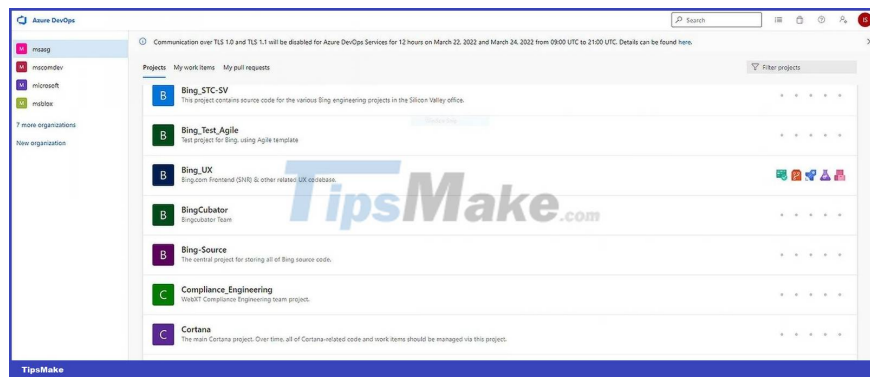 Azure DevOps
Search
IS
Communication over TLS 1.0 and TLS 1.1 will be disabled for Azure DevOps Services for 12 hours on March 22, 2022 and March 24, 2022 from 09:00 UTC to 21:00 UTC. Details can be found here.
M msasg
M mscomdev
M microsoft
M msblox
7 more organizations
New organization
Projects My work items My pull requests
Filter projects
B Bing_STC-SV
This project contains source code for the various Bing engineering projects in the Silicon Valley office.
B Bing_Test_Agile
Test project for Bing, using Agile template
B Bing_UX
Bing.com Frontend (SNR) & other related UX codebase.
B BingCubator
Bingcubator Team
B Bing-Source
The central project for storing all of Bing source code.
C Compliance_Engineering
WebXT Compliance Engineering team project.
C Cortana
The main Cortana project. Over time, all of Cortana-related code and work items should be managed via this project.
TipsMake.com
TipsMake